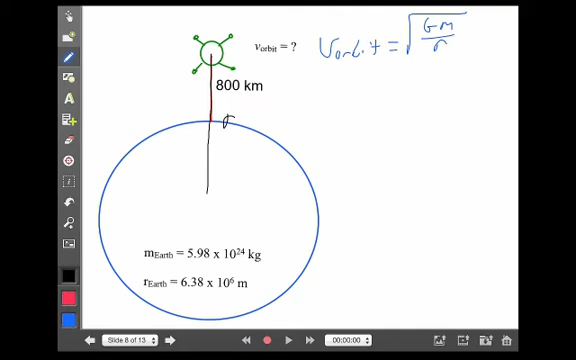 v_orbit = ?
V_orbit = √(GM/r)
800 km
r
m_Earth = 5.98 x 10^24 kg
r_Earth = 6.38 x 10^6 m
Slide 8 of 13
00:00:00